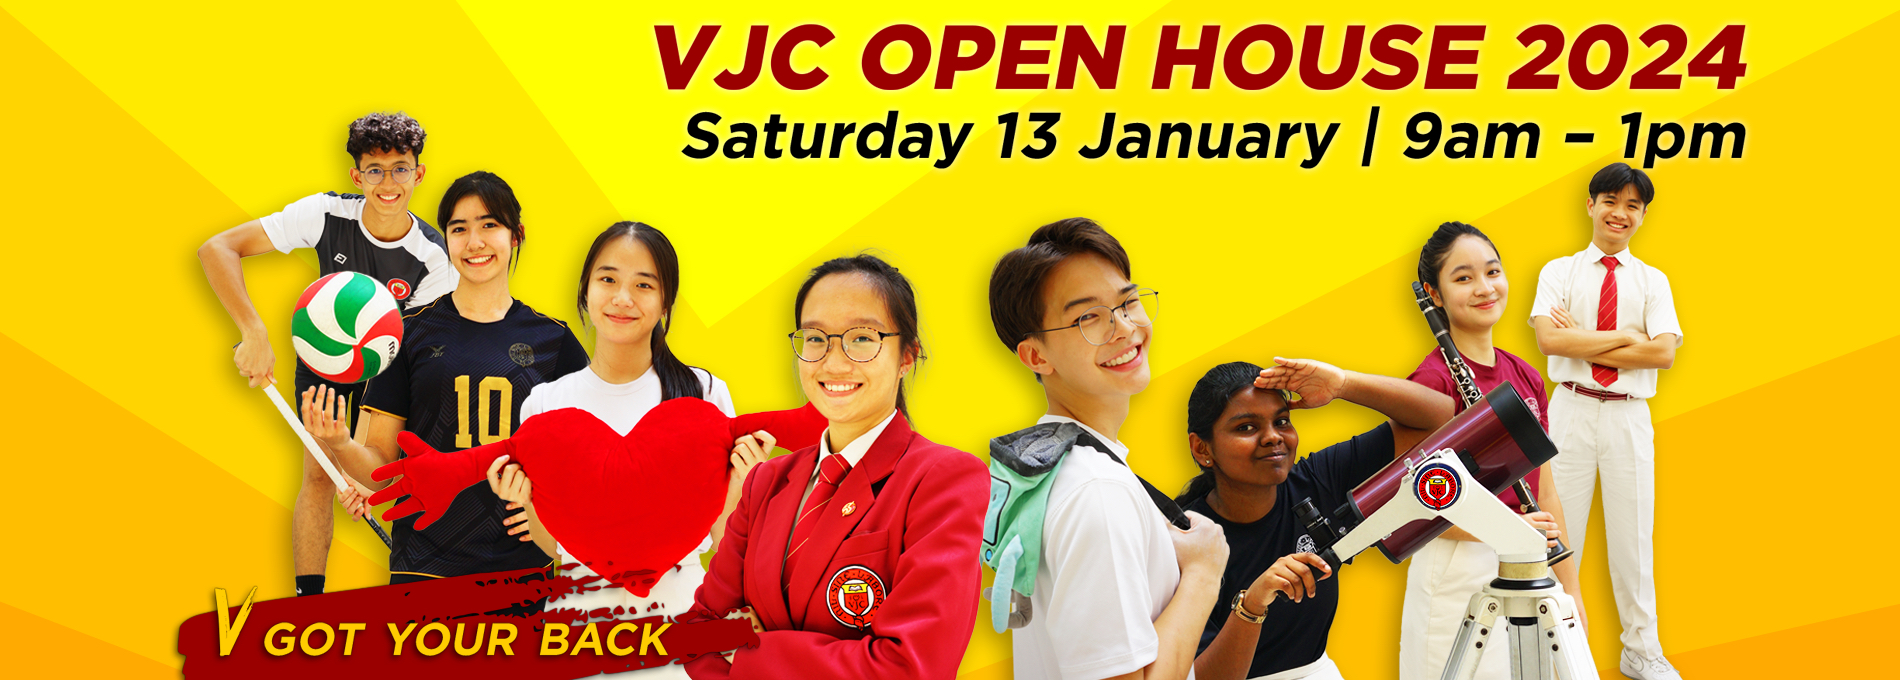 VJC OPEN HOUSE 2024
Saturday 13 January | 9am – 1pm
10
V GOT YOUR BACK